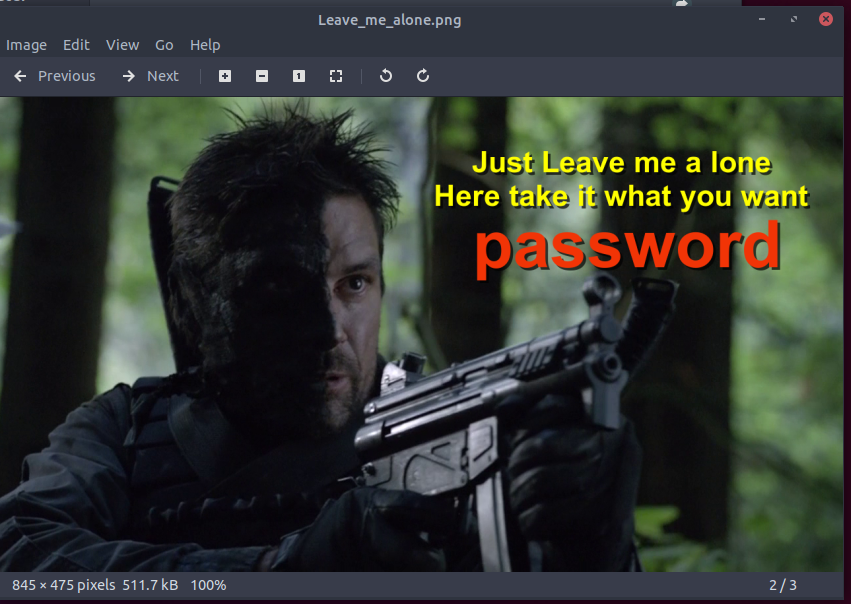 Leave_me_alone.png
Image Edit View Go Help
Previous Next 1
Just Leave me a lone
Here take it what you want
password
845 × 475 pixels 511.7 kB 100% 2 / 3